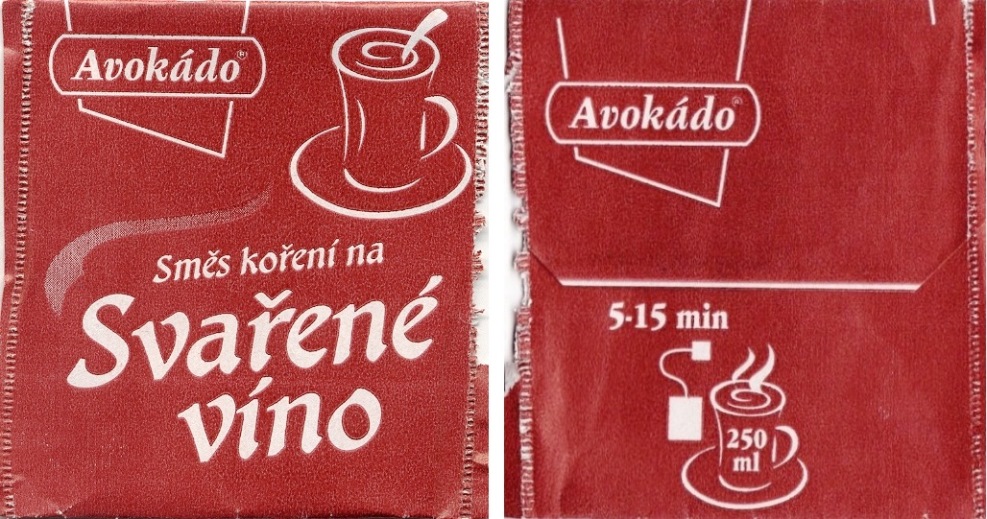 Avokádo®
Směs koření na
Svařené
víno
Avokádo®
5-15 min
250
ml